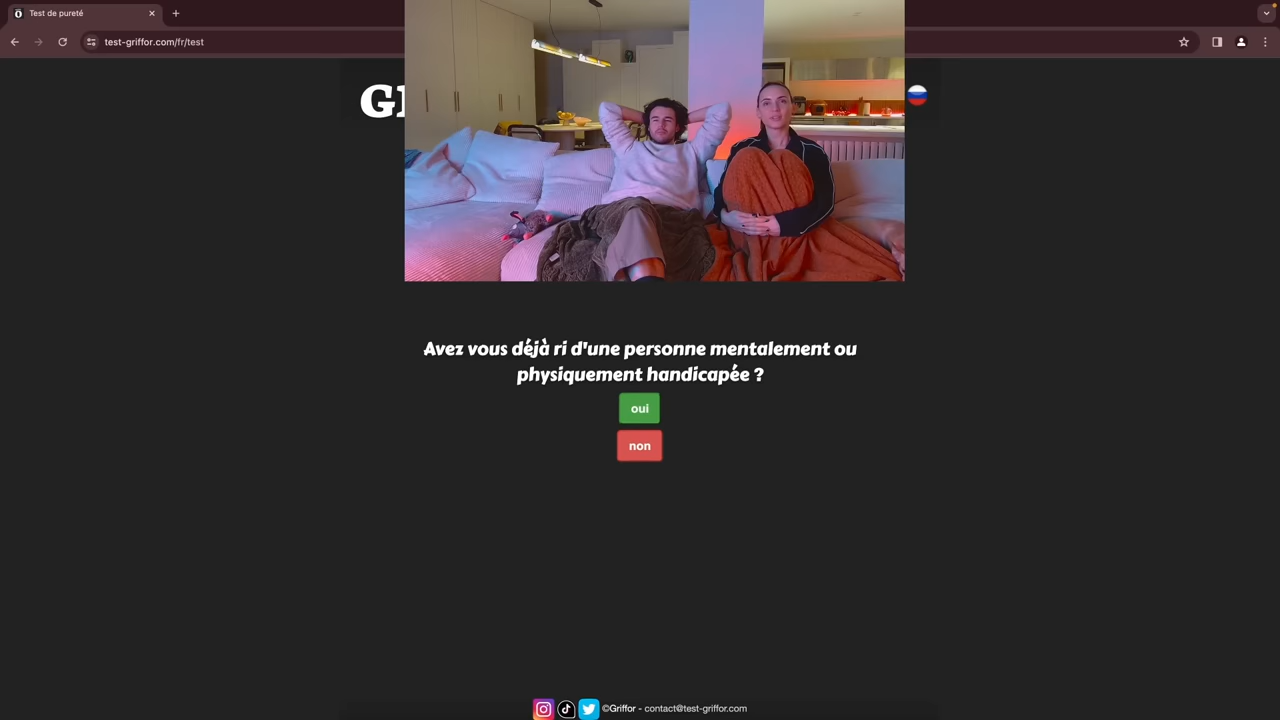 Test de pureté
test-griffor.com/fr/test
Avez vous déjà ri d'une personne mentalement ou
physiquement handicapée ?
oui
non
©Griffor - contact@test-griffor.com